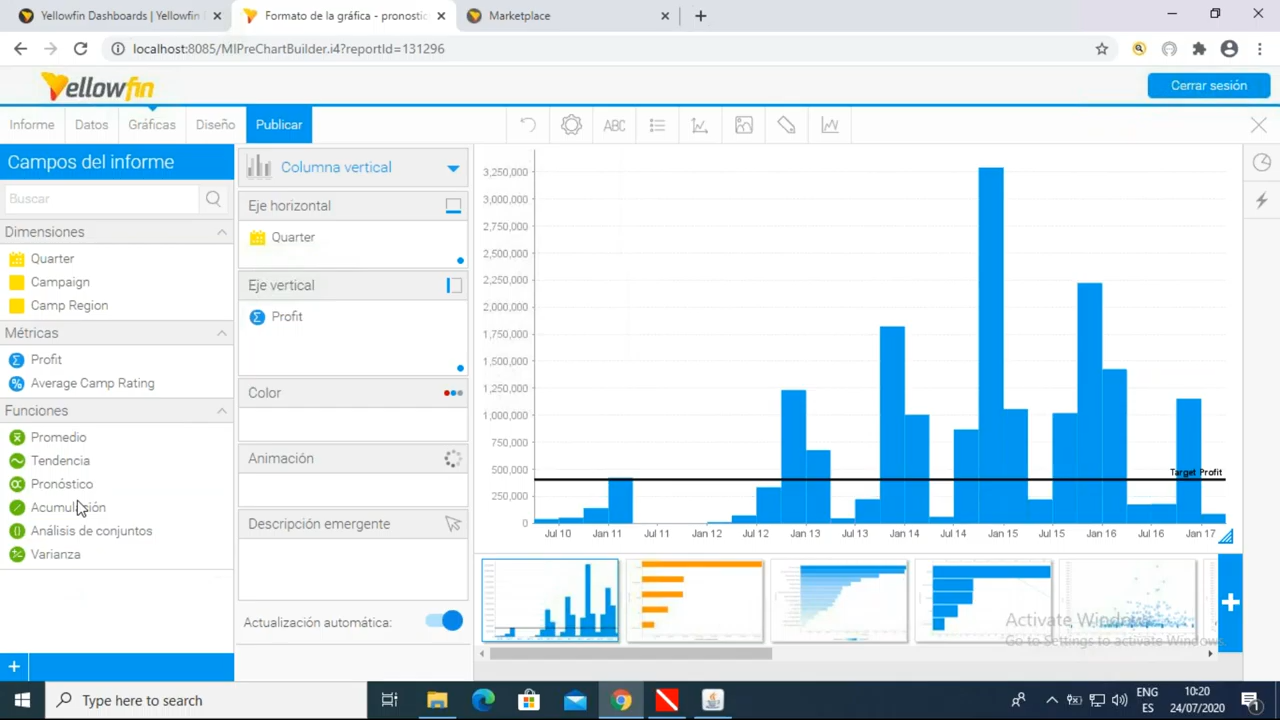 Yellowfin Dashboards | Yellowfin
Formato de la gráfica - pronostic
Marketplace
localhost:8085/MIPreChartBuilder.i4?reportId=131296
Yellowfin
Cerrar sesión
Informe
Datos
Gráficas
Diseño
Publicar
ABC
Campos del informe
Buscar
Dimensiones
Quarter
Campaign
Camp Region
Métricas
Profit
Average Camp Rating
Funciones
Promedio
Tendencia
Pronóstico
Acumulación
Análisis de conjuntos
Varianza
Columna vertical
Eje horizontal
Quarter
Eje vertical
Profit
Color
Animación
Descripción emergente
Actualización automática:
3,250,000
3,000,000
2,750,000
2,500,000
2,250,000
2,000,000
1,750,000
1,500,000
1,250,000
1,000,000
750,000
500,000
250,000
0
Target Profit
Jul 10 Jan 11 Jul 11 Jan 12 Jul 12 Jan 13 Jul 13 Jan 14 Jul 14 Jan 15 Jul 15 Jan 16 Jul 16 Jan 17
Activate Windows
Go to Settings to activate Windows.
Type here to search
ENG
ES
10:20
24/07/2020
1